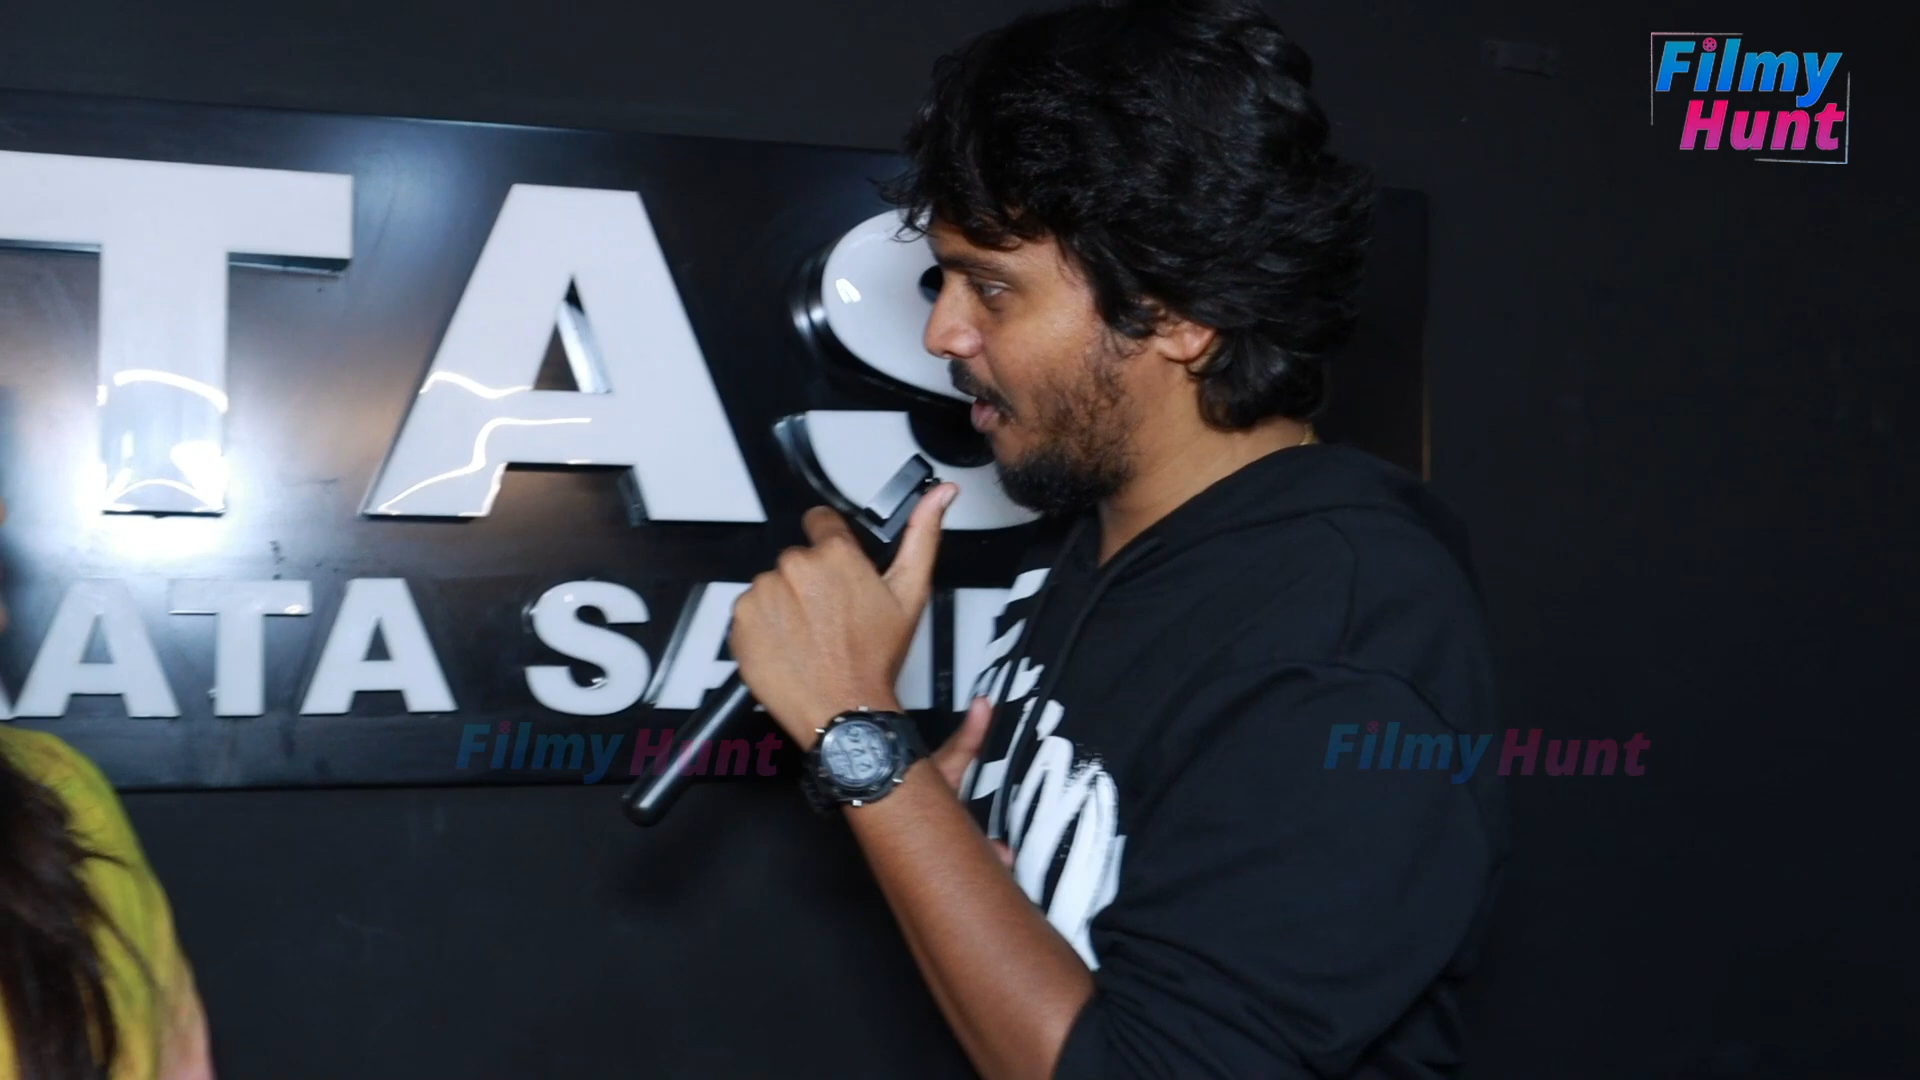 Filmy
Hunt
TAS
ATA SA
Filmy Hunt
Filmy Hunt